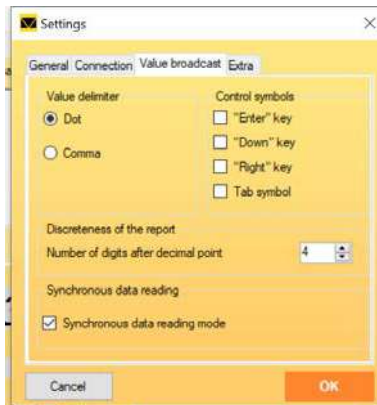 Settings
General Connection Value broadcast Extra
Value delimiter
Dot
Comma
Control symbols
"Enter" key
"Down" key
"Right" key
Tab symbol
Discreteness of the report
Number of digits after decimal point 4
Synchronous data reading
Synchronous data reading mode
Cancel OK